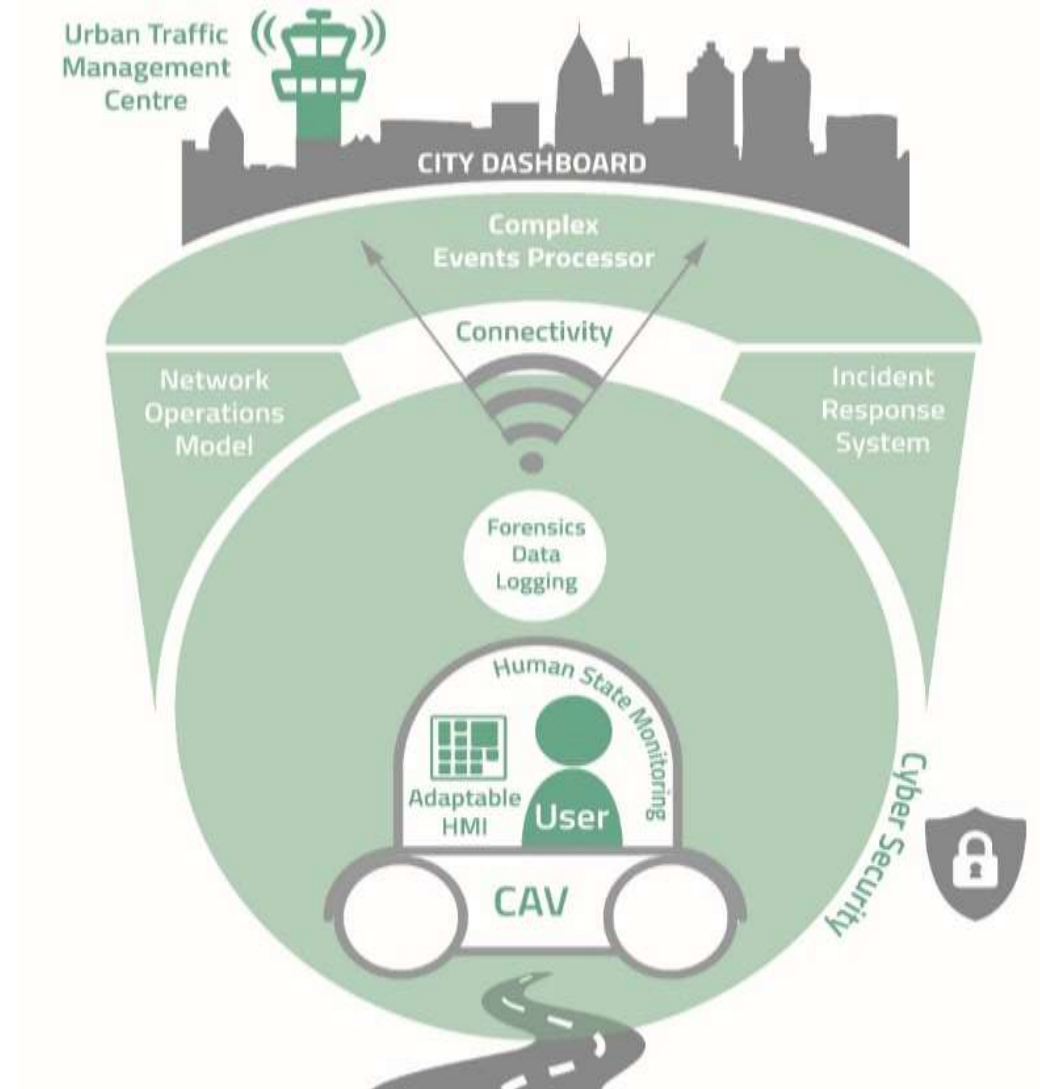 Urban Traffic
Management
Centre
CITY DASHBOARD
Complex
Events Processor
Connectivity
Network
Operations
Model
Incident
Response
System
Forensics
Data
Logging
Human State Monitoring
Adaptable
HMI
User
CAV
Cyber Security